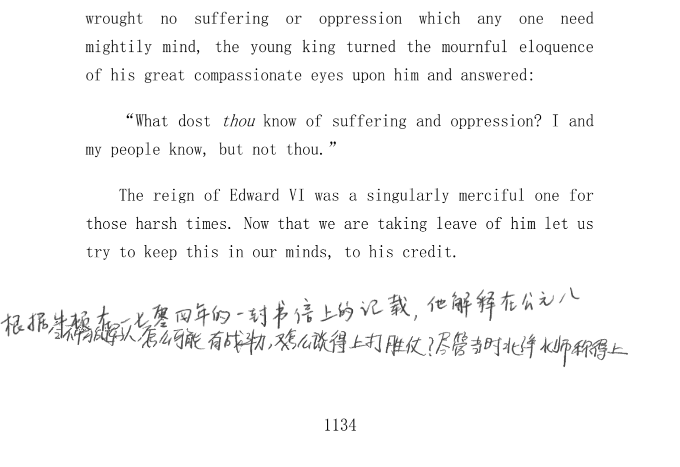 wrought no suffering or oppression which any one need
mightily mind, the young king turned the mournful eloquence
of his great compassionate eyes upon him and answered:
“What dost thou know of suffering and oppression? I and
my people know, but not thou.”
The reign of Edward VI was a singularly merciful one for
those harsh times. Now that we are taking leave of him let us
try to keep this in our minds, to his credit.
根据牛顿在一七零四年的一封书信上的记载，他解释在公元八
军人怎么可能有战斗力，又怎么谈得上打胜仗？尽管当时北洋水师称得上
1134